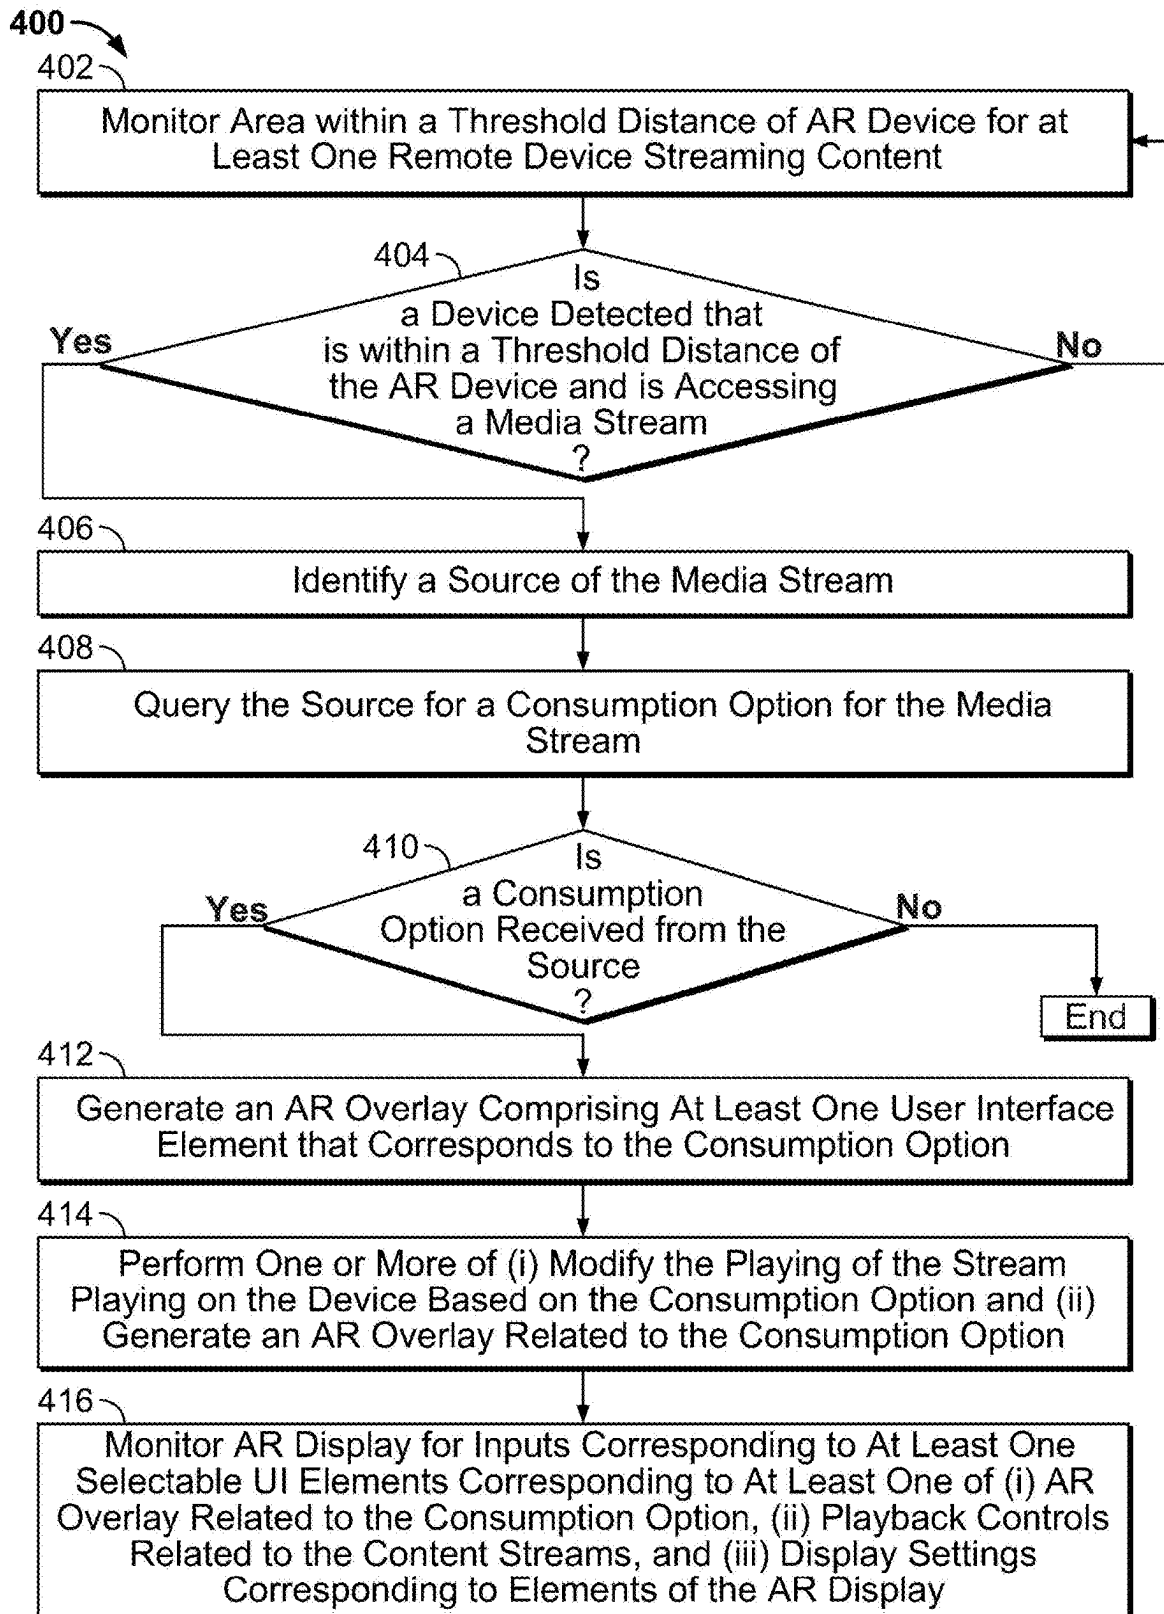 400
402
Monitor Area within a Threshold Distance of AR Device for at
Least One Remote Device Streaming Content
404
Is
a Device Detected that
is within a Threshold Distance of
the AR Device and is Accessing
a Media Stream
?
Yes
No
406
Identify a Source of the Media Stream
408
Query the Source for a Consumption Option for the Media
Stream
410
Is
a Consumption
Option Received from the
Source
?
Yes
No
End
412
Generate an AR Overlay Comprising At Least One User Interface
Element that Corresponds to the Consumption Option
414
Perform One or More of (i) Modify the Playing of the Stream
Playing on the Device Based on the Consumption Option and (ii)
Generate an AR Overlay Related to the Consumption Option
416
Monitor AR Display for Inputs Corresponding to At Least One
Selectable UI Elements Corresponding to At Least One of (i) AR
Overlay Related to the Consumption Option, (ii) Playback Controls
Related to the Content Streams, and (iii) Display Settings
Corresponding to Elements of the AR Display